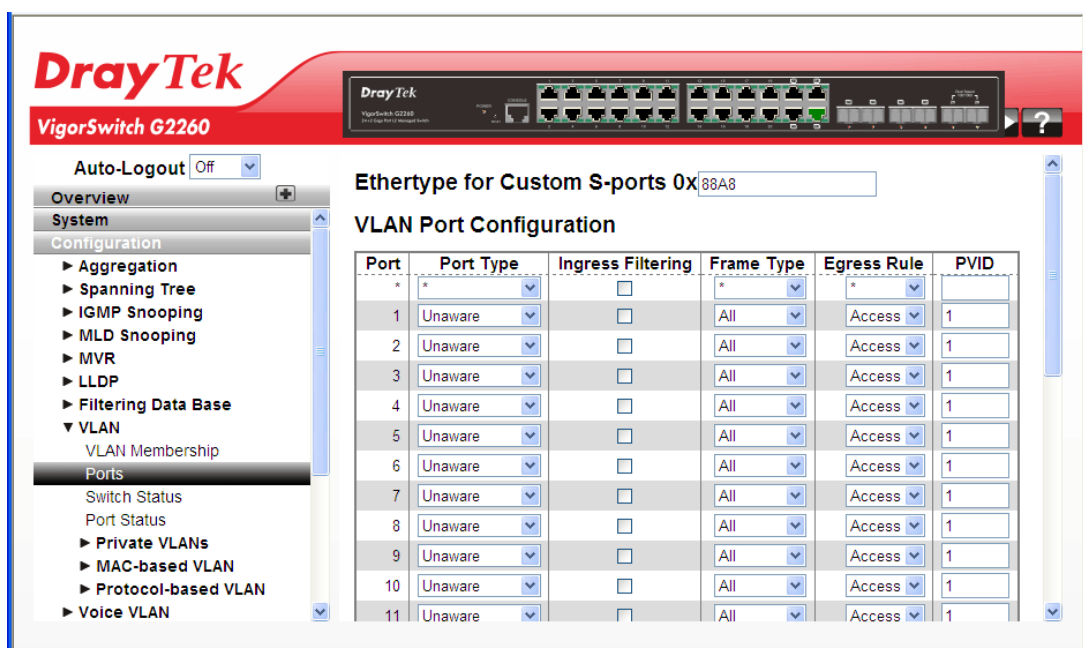 DrayTek
VigorSwitch G2260
DrayTek
VigorSwitch G2260
POWER
CONSOLE
?
Auto-Logout Off
Overview
System
Configuration
► Aggregation
► Spanning Tree
► IGMP Snooping
► MLD Snooping
► MVR
► LLDP
► Filtering Data Base
▼ VLAN
VLAN Membership
Ports
Switch Status
Port Status
► Private VLANs
► MAC-based VLAN
► Protocol-based VLAN
► Voice VLAN
Ethertype for Custom S-ports 0x 88A8
VLAN Port Configuration
Port Port Type Ingress Filtering Frame Type Egress Rule PVID
* * * *
1 Unaware All Access 1
2 Unaware All Access 1
3 Unaware All Access 1
4 Unaware All Access 1
5 Unaware All Access 1
6 Unaware All Access 1
7 Unaware All Access 1
8 Unaware All Access 1
9 Unaware All Access 1
10 Unaware All Access 1
11 Unaware All Access 1